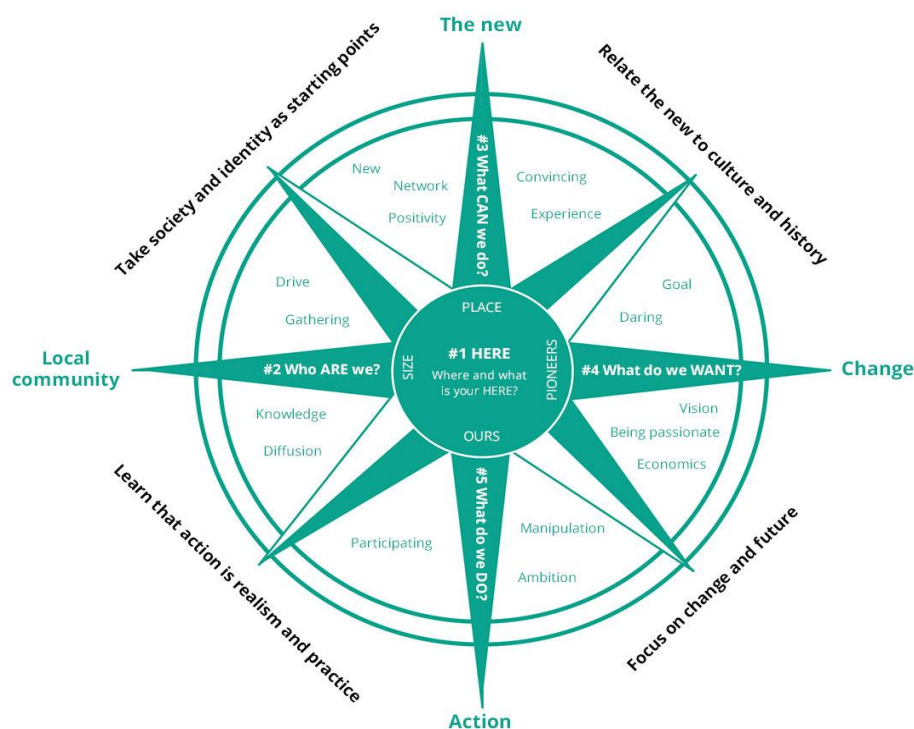 The new
Take society and identity as starting points
Relate the new to culture and history
#3 What CAN we do?
New
Network
Positivity
Convincing
Experience
Drive
Gathering
Goal
Daring
PLACE
SIZE
#1 HERE
Where and what
is your HERE?
PIONEERS
OURS
Local
community
#2 Who ARE we?
#4 What do we WANT?
Change
Knowledge
Diffusion
Vision
Being passionate
Economics
Participating
#5 What do we DO?
Manipulation
Ambition
Learn that action is realism and practice
Focus on change and future
Action